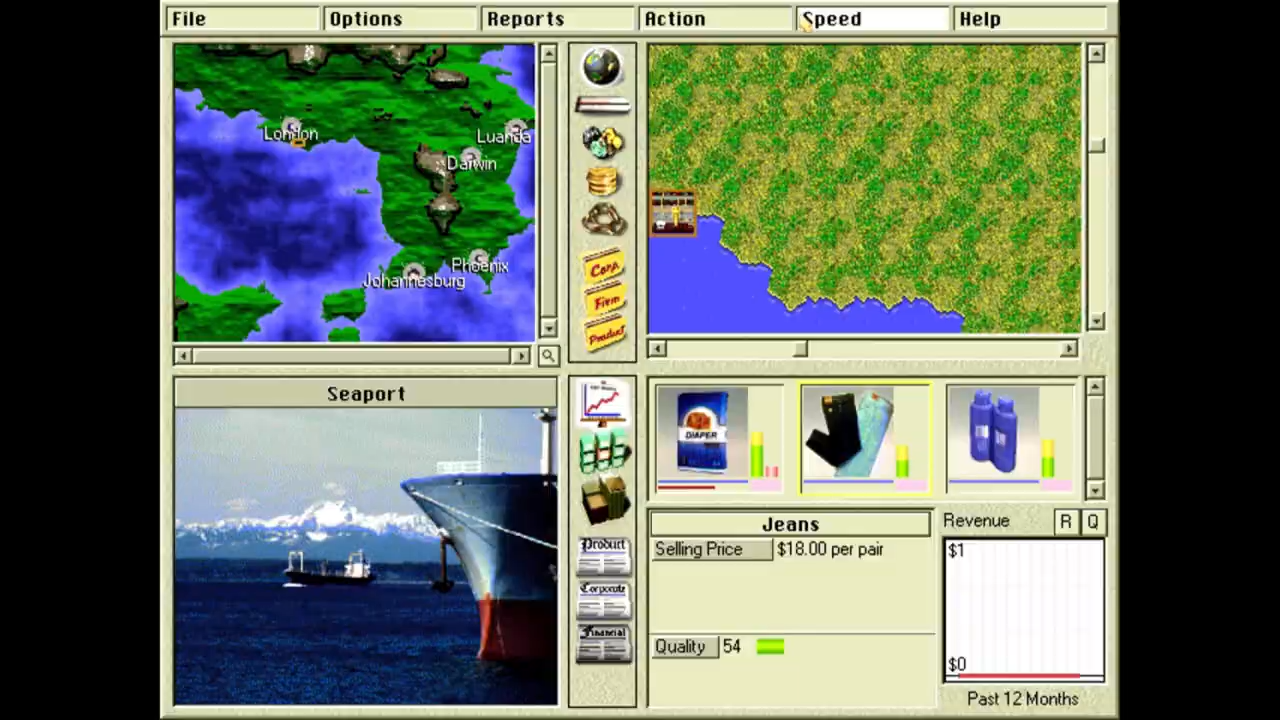 File Options Reports Action Speed Help
London
Luanda
Darwin
Phoenix
Johannesburg
Corp
Firm
Product
Seaport
Product
Corporate
Financial
DIAPER
Jeans
Selling Price $18.00 per pair
Quality 54
Revenue R Q
$1
$0
Past 12 Months